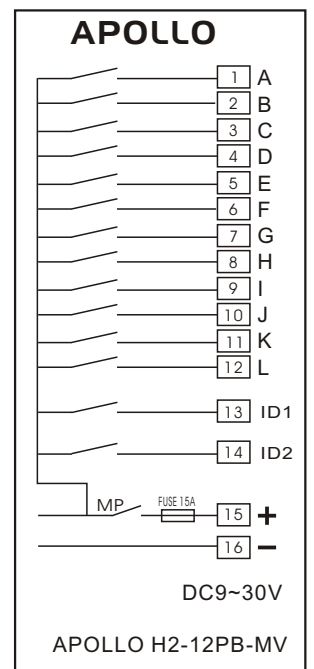 APOLLO
1 A
2 B
3 C
4 D
5 E
6 F
7 G
8 H
9 I
10 J
11 K
12 L
13 ID1
14 ID2
MP FUSE 15A 15 +
16 −
DC9~30V
APOLLO H2-12PB-MV